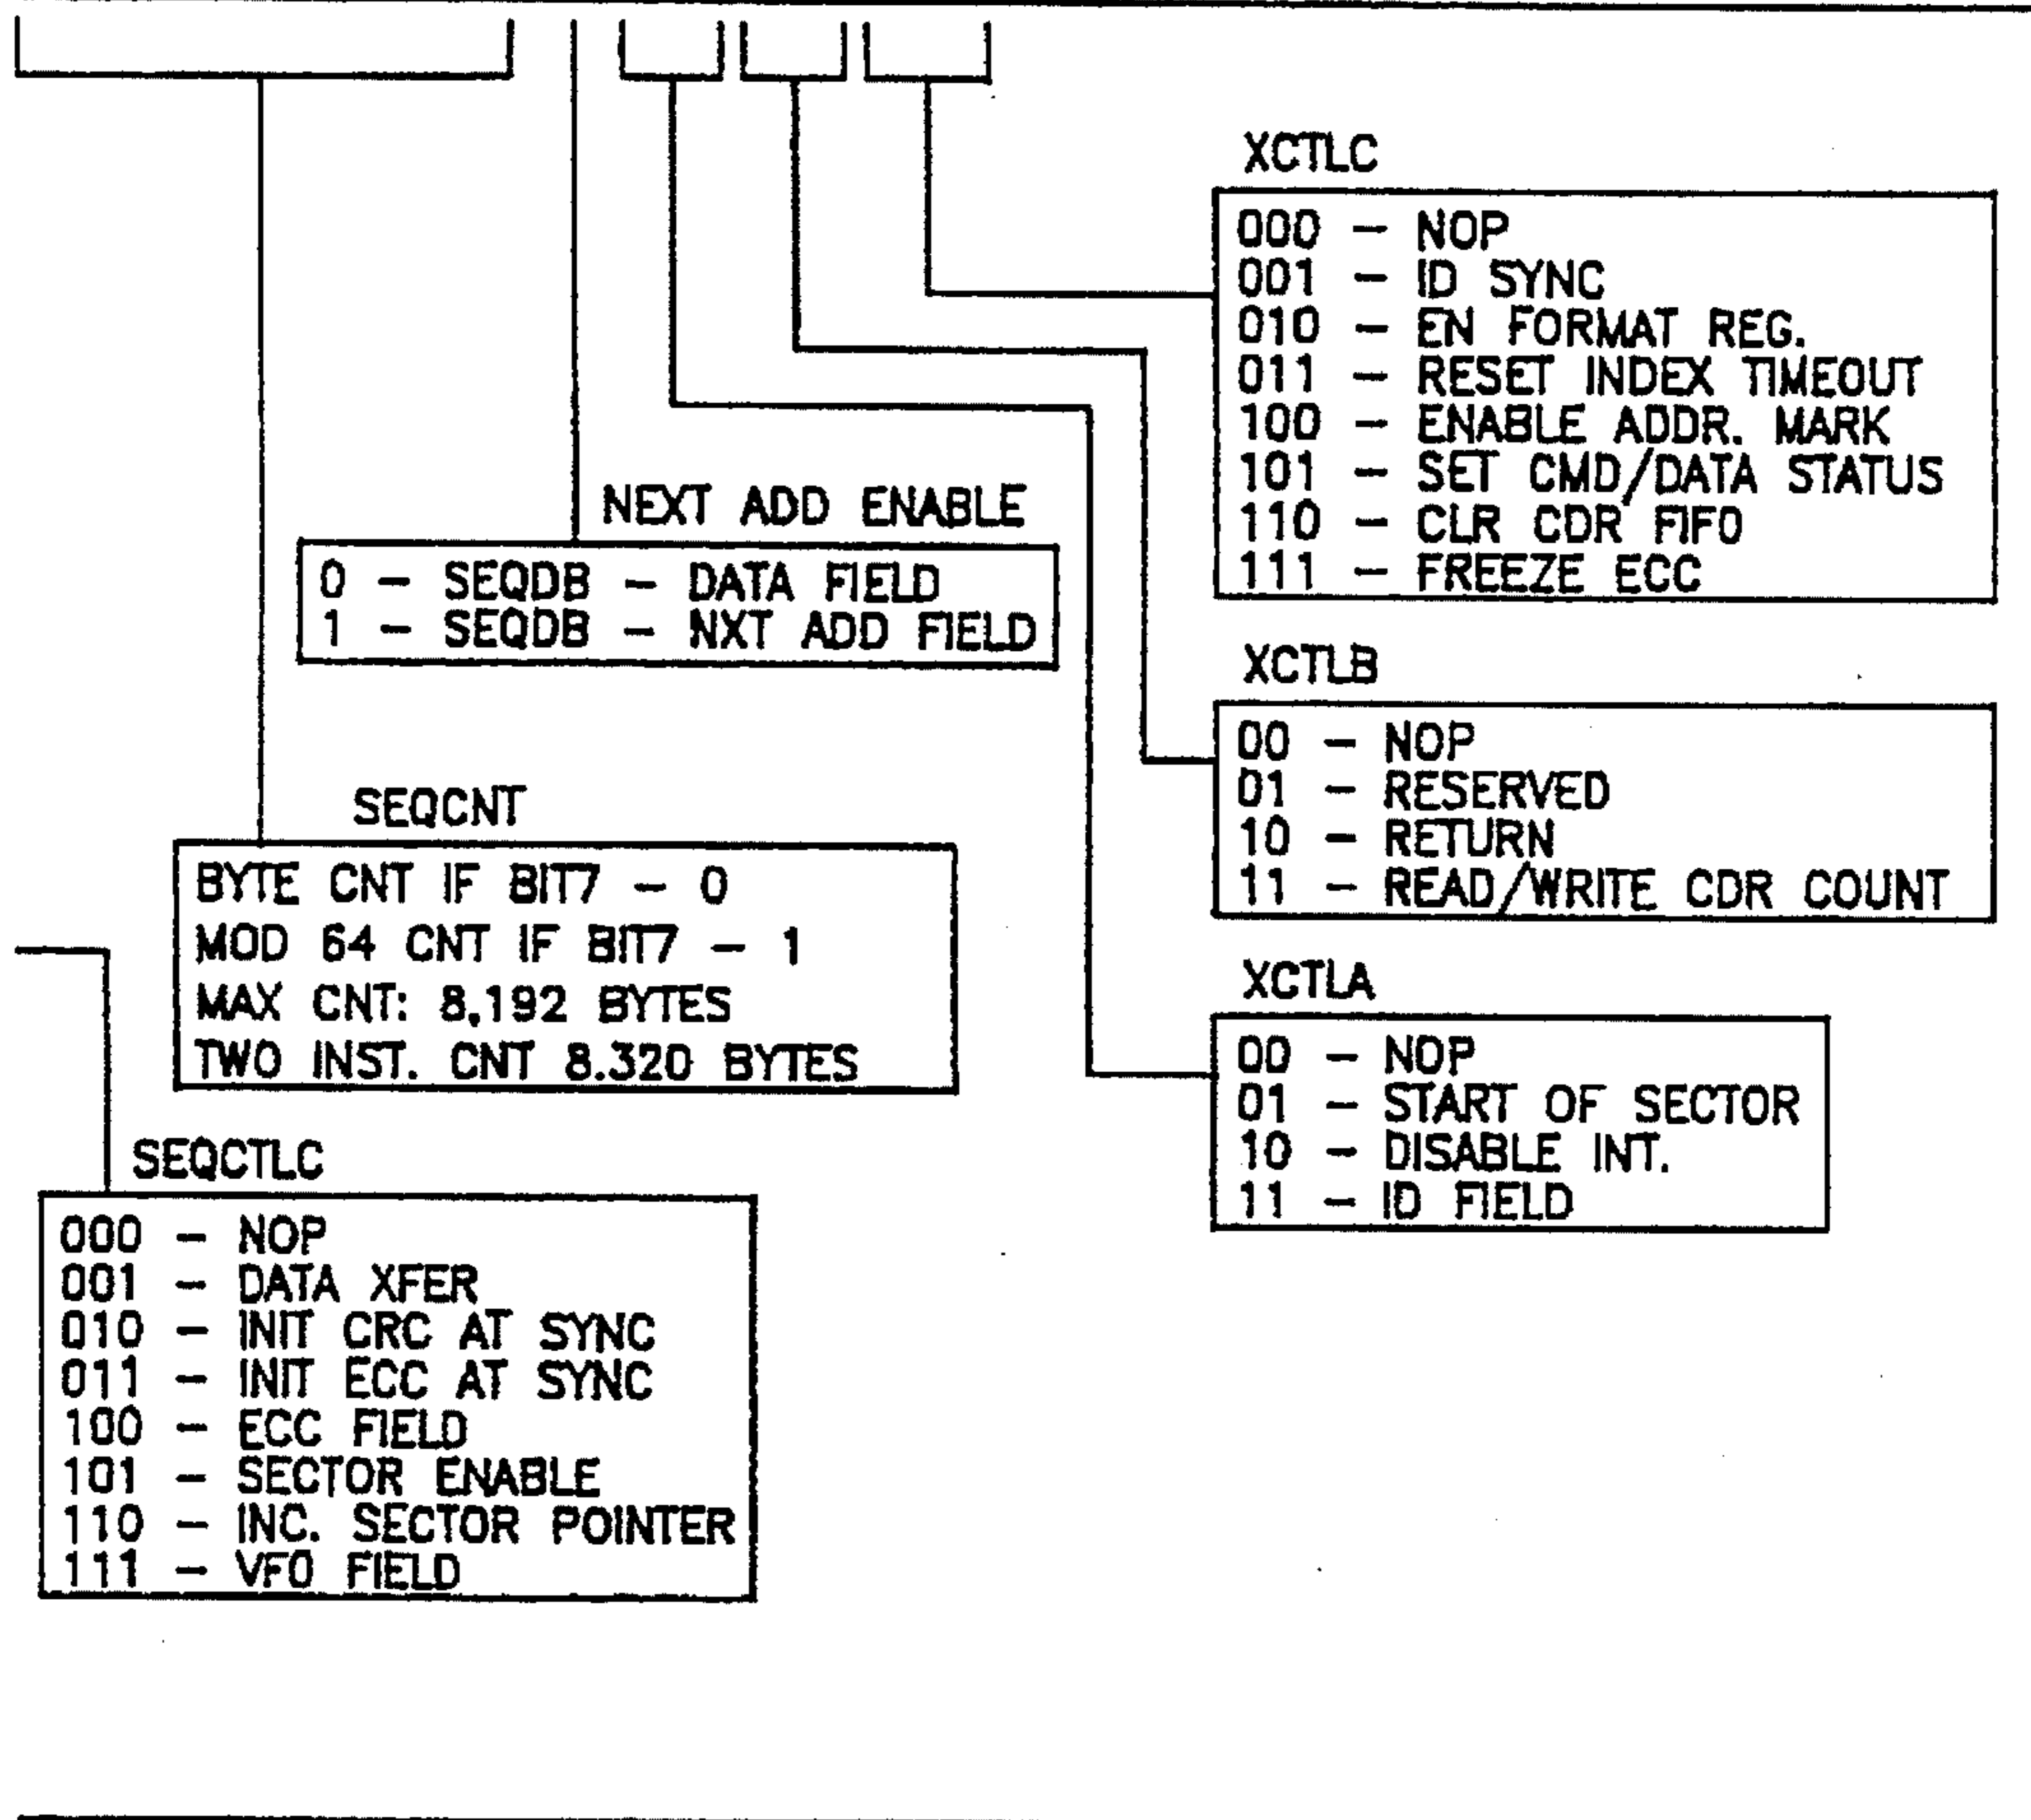 XCTLC
000 - NOP
001 - ID SYNC
010 - EN FORMAT REG.
011 - RESET INDEX TIMEOUT
100 - ENABLE ADDR. MARK
101 - SET CMD/DATA STATUS
110 - CLR CDR FIFO
111 - FREEZE ECC
NEXT ADD ENABLE
0 - SEQDB - DATA FIELD
1 - SEQDB - NXT ADD FIELD
XCTLB
00 - NOP
01 - RESERVED
10 - RETURN
11 - READ/WRITE CDR COUNT
SEQCNT
BYTE CNT IF BIT7 - 0
MOD 64 CNT IF BIT7 - 1
MAX CNT: 8,192 BYTES
TWO INST. CNT 8.320 BYTES
XCTLA
00 - NOP
01 - START OF SECTOR
10 - DISABLE INT.
11 - ID FIELD
SEQCTLC
000 - NOP
001 - DATA XFER
010 - INIT CRC AT SYNC
011 - INIT ECC AT SYNC
100 - ECC FIELD
101 - SECTOR ENABLE
110 - INC. SECTOR POINTER
111 - VFO FIELD